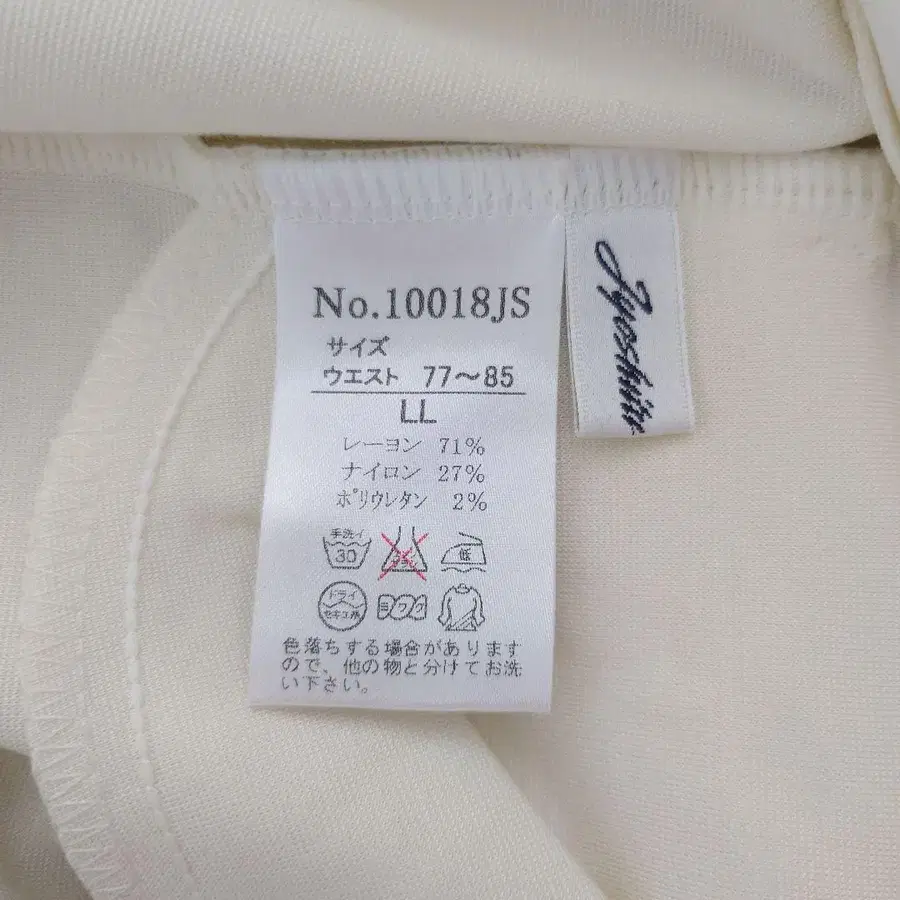 No.10018JS
サイズ
ウエスト 77～85
LL
レーヨン 71%
ナイロン 27%
ポリウレタン 2%
手洗イ
30
低
ドライ
セキユ系
ヨワク
色落ちする場合があります
ので、他の物と分けてお洗
い下さい。